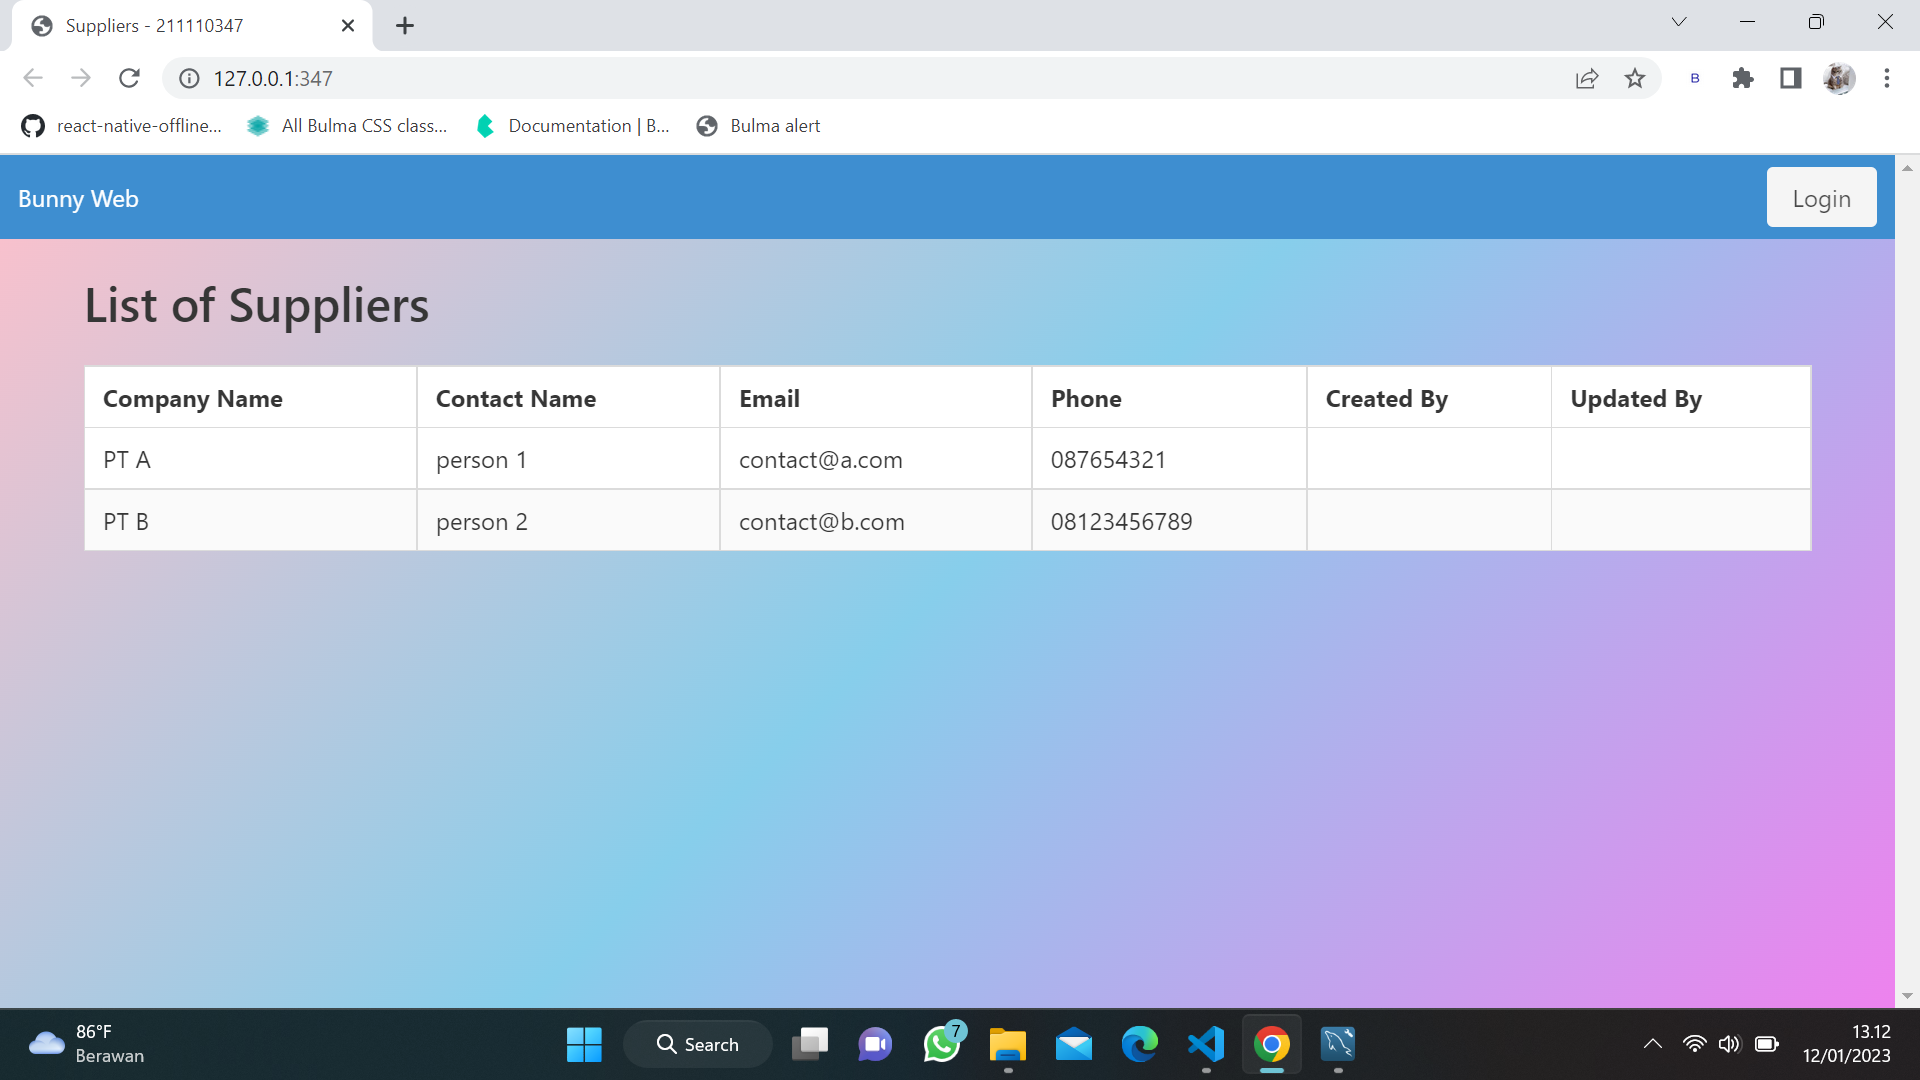 Suppliers - 211110347
127.0.0.1:347
B
react-native-offline...
All Bulma CSS class...
Documentation | B...
Bulma alert
Bunny Web
Login
List of Suppliers
Company Name Contact Name Email Phone Created By Updated By
PT A person 1 contact@a.com 087654321
PT B person 2 contact@b.com 08123456789
86°F
Berawan
Search
7
13.12
12/01/2023